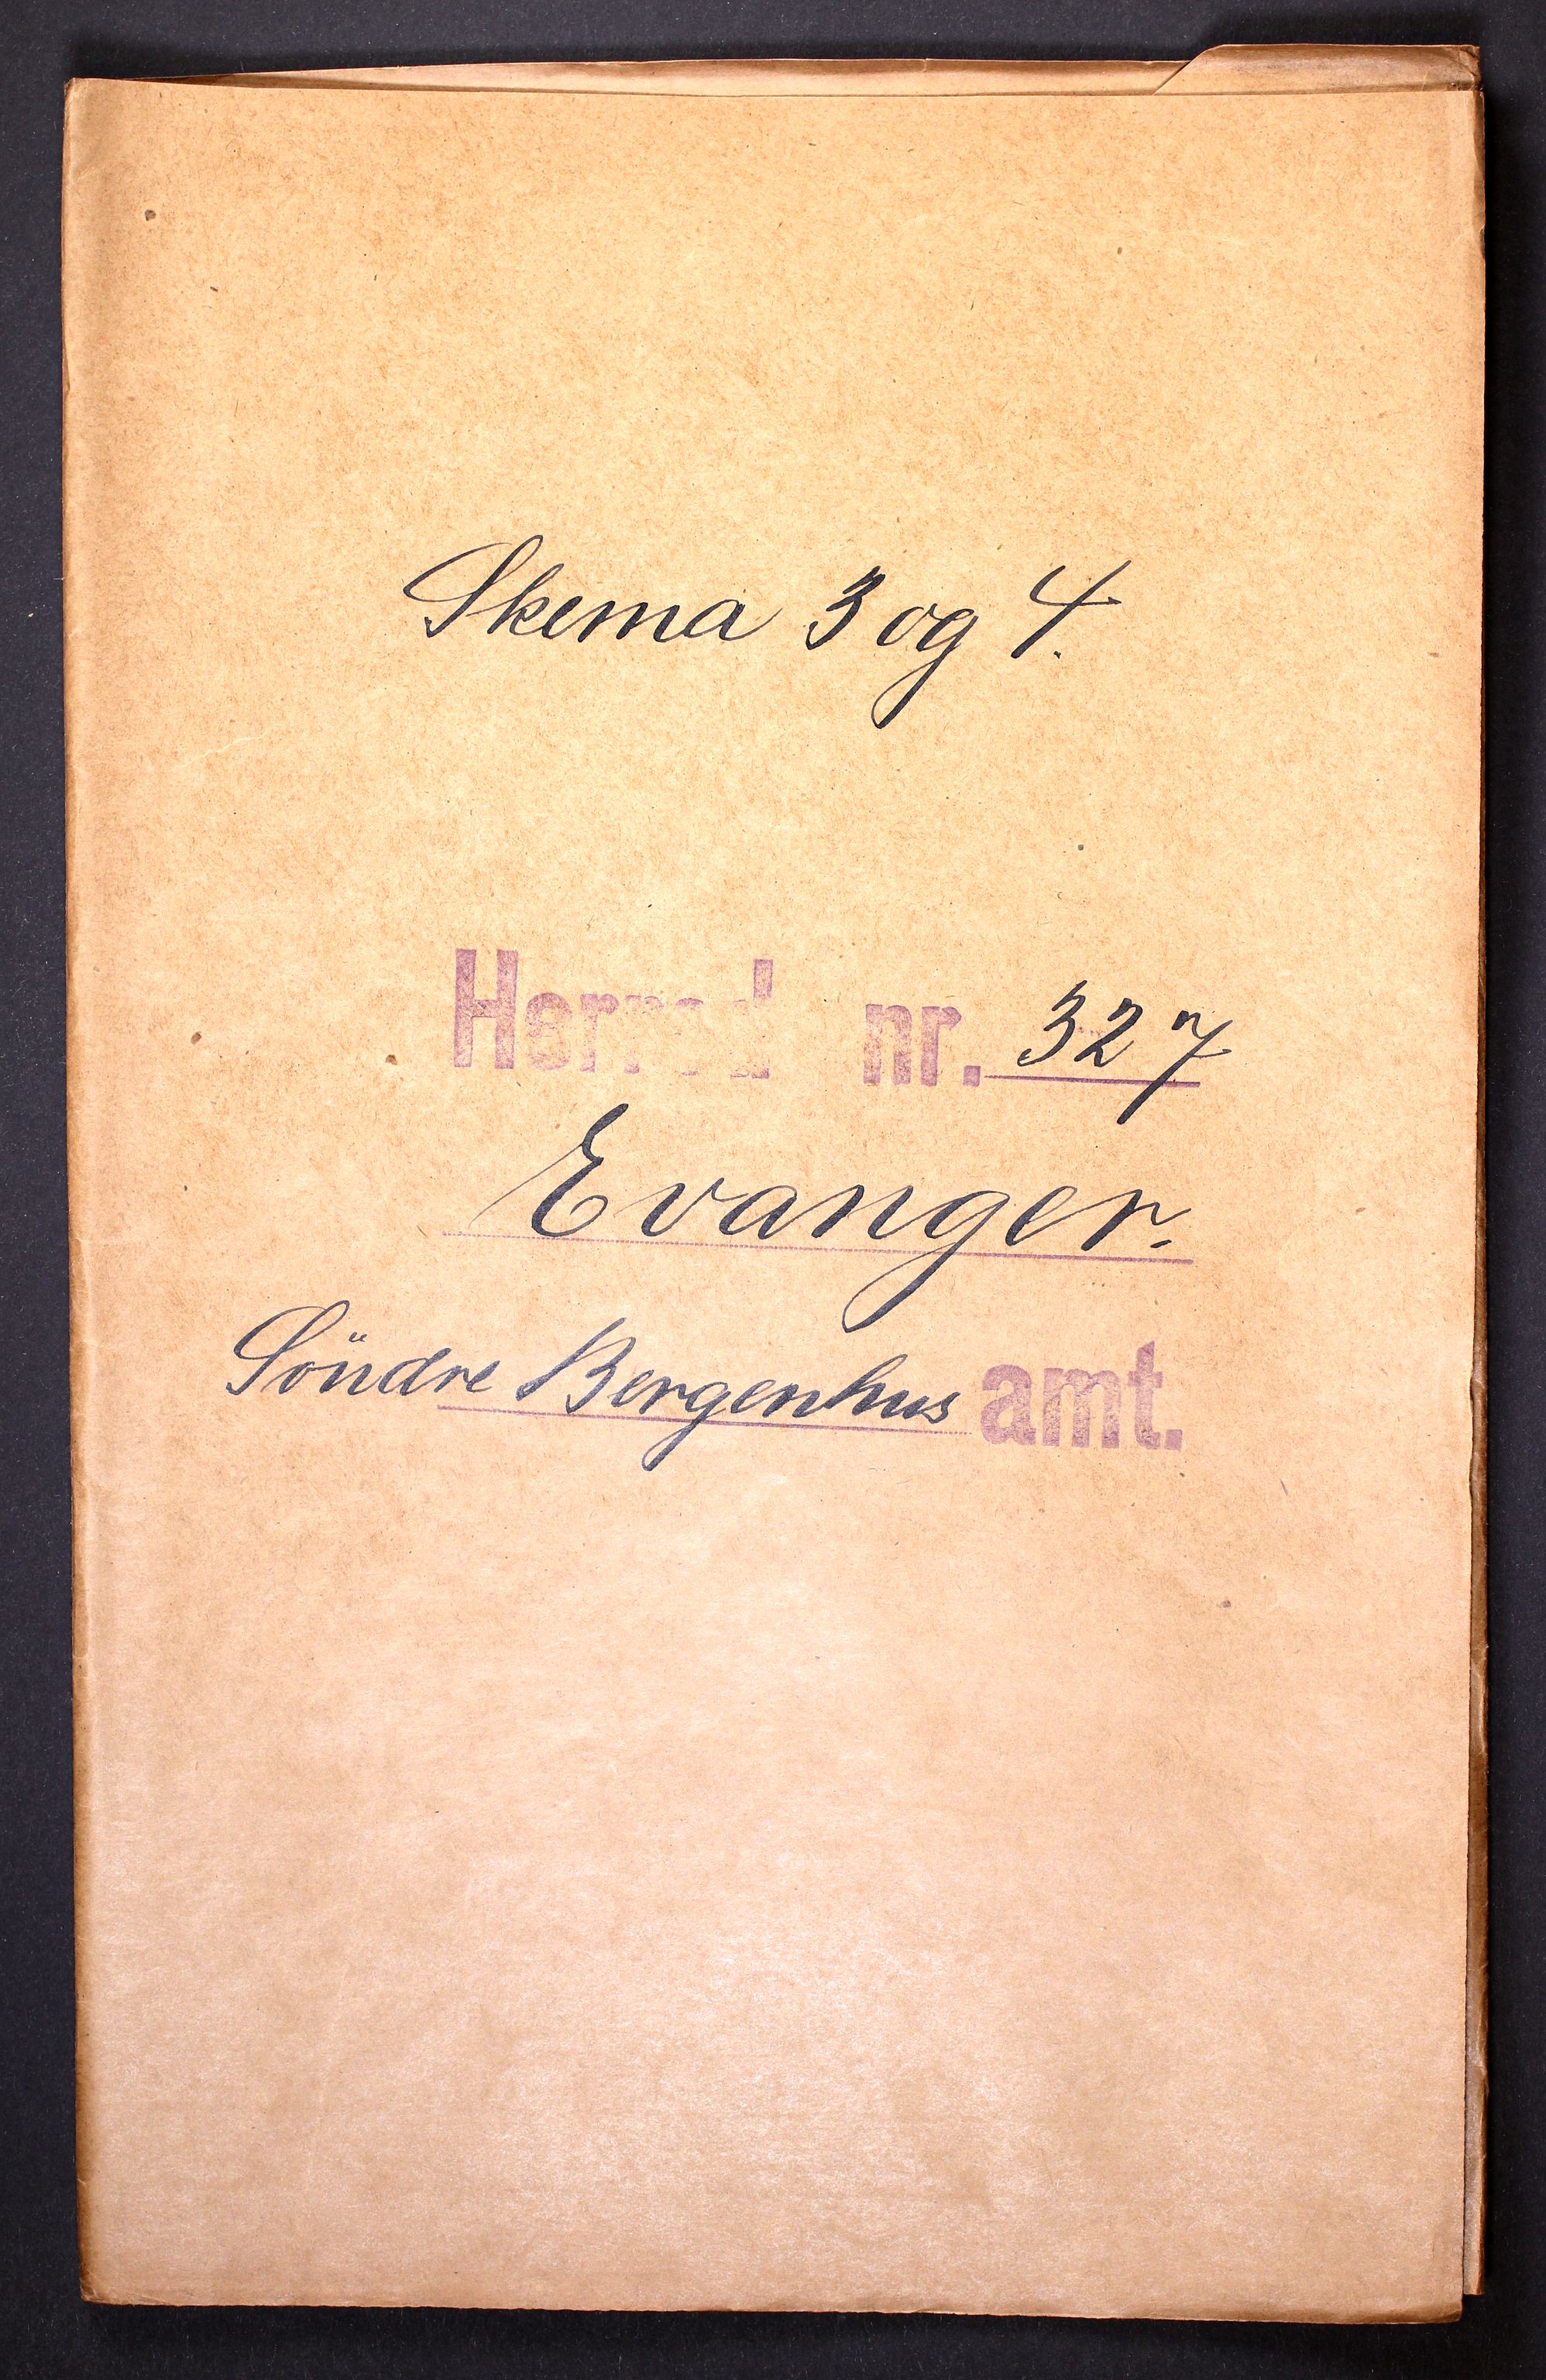 Skema 3 og 4.
Herred nr. 327
Evanger.
Söndre Bergenhus amt.